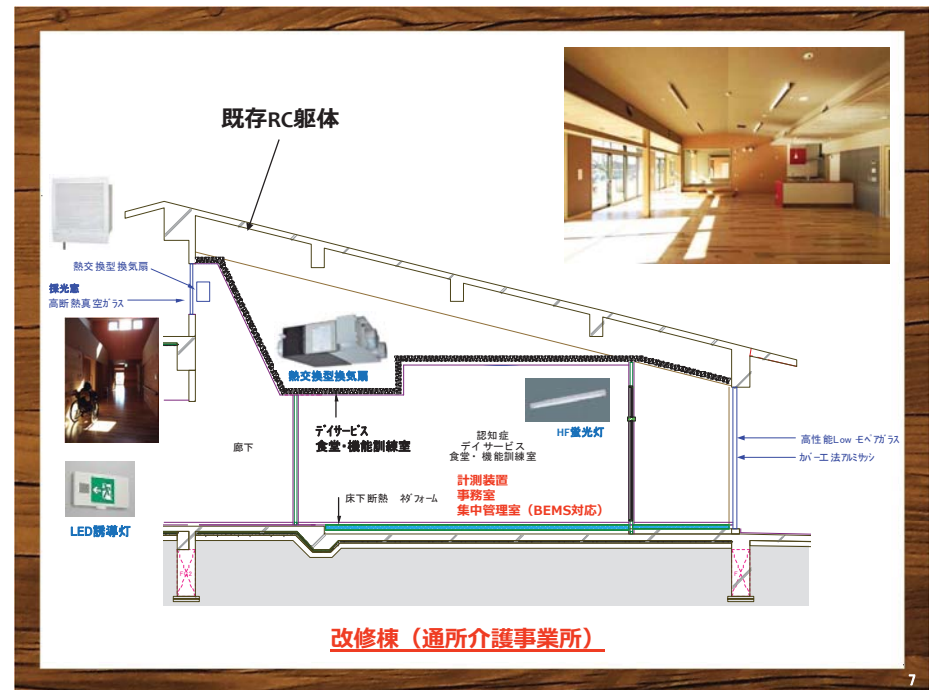 既存RC躯体
熱交換型換気扇
採光窓
高断熱真空ガラス
熱交換型換気扇
HF蛍光灯
デイサービス
食堂・機能訓練室
廊下
認知症
デイサービス
食堂・機能訓練室
計測装置
事務室
集中管理室（BEMS対応）
高性能Low-Eペアガラス
カバー工法アルミサッシ
床下断熱 ネダフォーム
LED誘導灯
改修棟（通所介護事業所）
7